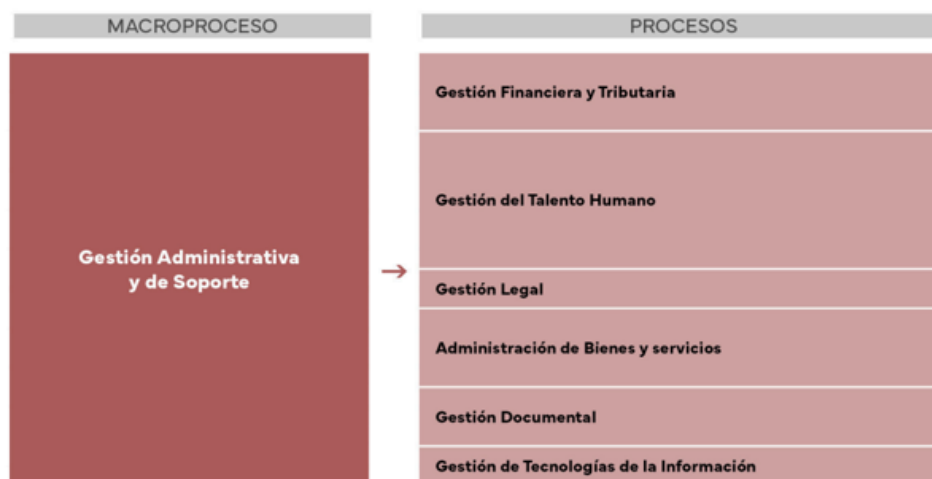 MACROPROCESO
PROCESOS
Gestión Administrativa
y de Soporte
→
Gestión Financiera y Tributaria
Gestión del Talento Humano
Gestión Legal
Administración de Bienes y servicios
Gestión Documental
Gestión de Tecnologías de la Información